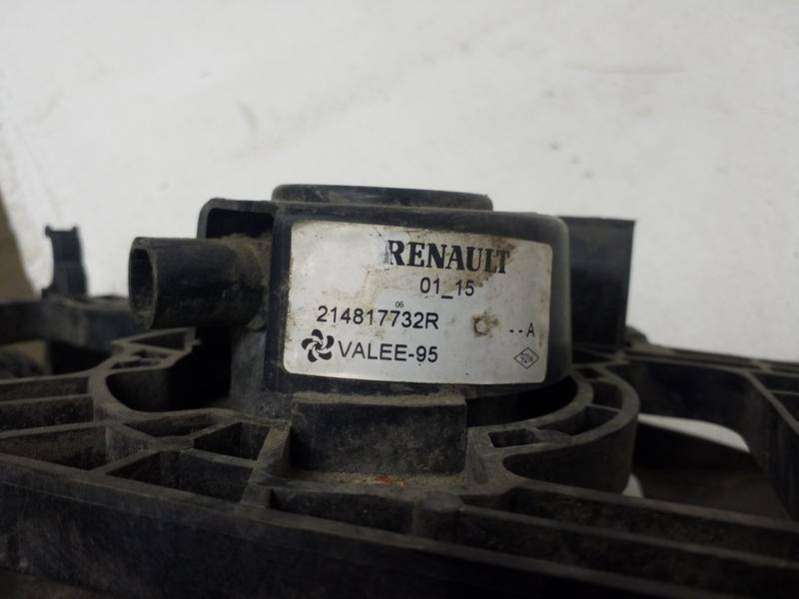 RENAULT
01_15
06
214817732R
--A
VALEE-95